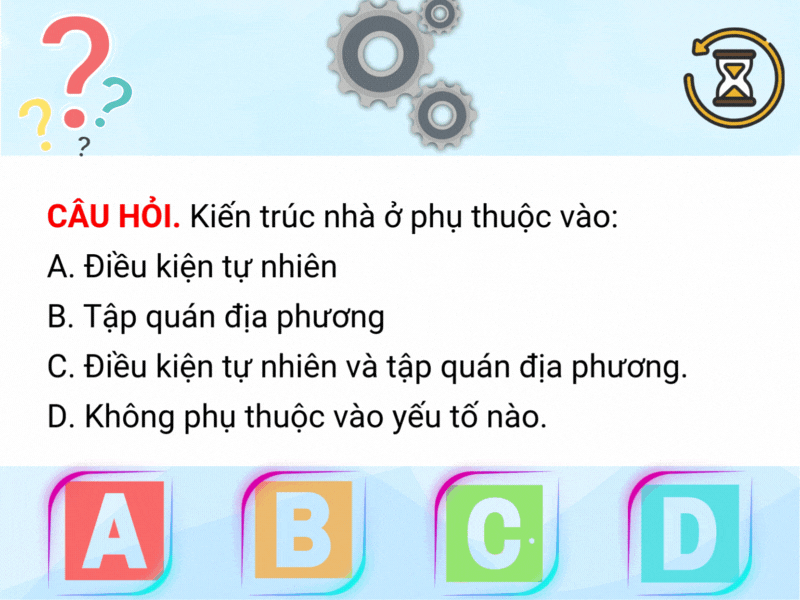 ? ? ? ?
CÂU HỎI. Kiến trúc nhà ở phụ thuộc vào:
A. Điều kiện tự nhiên
B. Tập quán địa phương
C. Điều kiện tự nhiên và tập quán địa phương.
D. Không phụ thuộc vào yếu tố nào.
A B C D